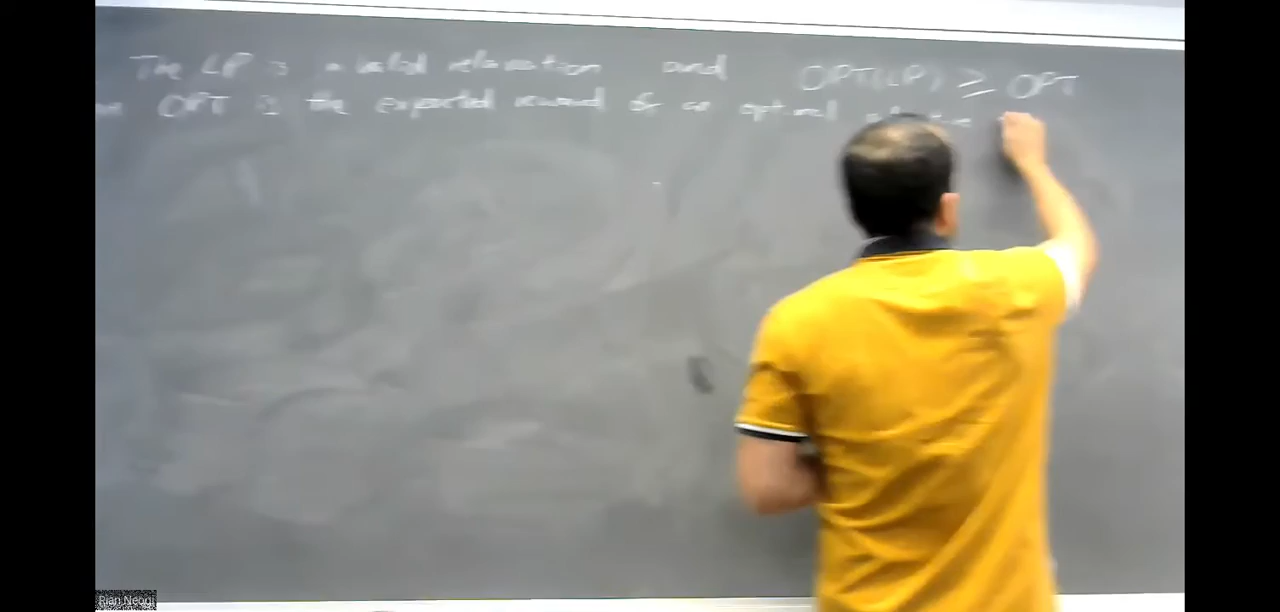 The LP is a valid relaxation and OPT(LP) ≥ OPT
OPT is the expected reward of an optimal
Rian Neogi